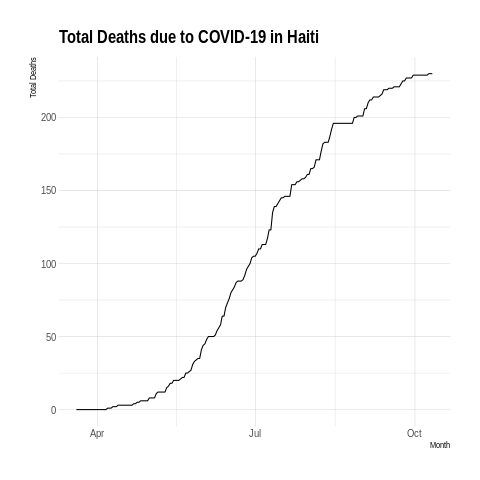 Total Deaths due to COVID-19 in Haiti
Total Deaths
200
150
100
50
0
Apr Jul Oct
Month